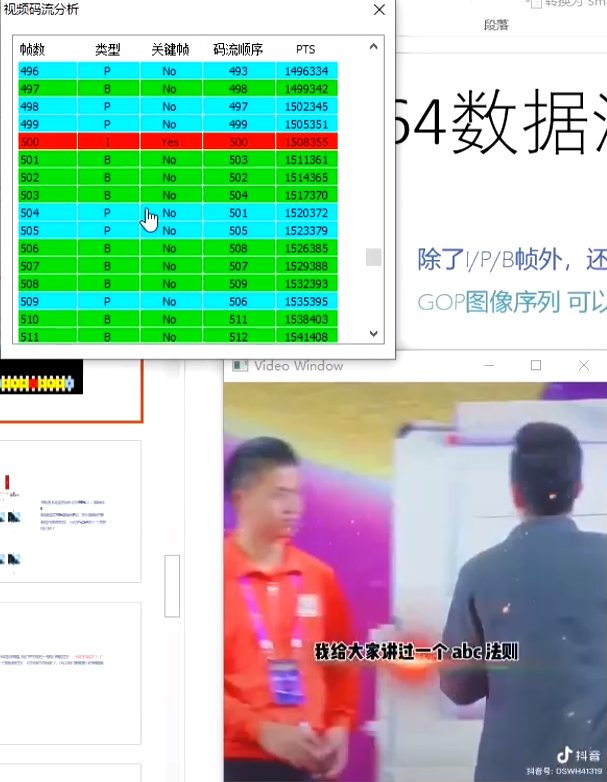 视频码流分析
转换为 Sm
段落
帧数 类型 关键帧 码流顺序 PTS
496 P No 493 1496334
497 B No 498 1499342
498 P No 497 1502345
499 P No 499 1505351
500 I Yes 500 1508355
501 B No 503 1511361
502 B No 502 1514365
503 B No 504 1517370
504 P No 501 1520372
505 P No 505 1523379
506 B No 508 1526385
507 B No 507 1529388
508 B No 509 1532393
509 P No 506 1535395
510 B No 511 1538403
511 B No 512 1541408
64数据
除了I/P/B帧外，还
GOP图像序列 可以
Video Window
我给大家讲过一个 abc 法则
抖音
抖音号: DSWH41319